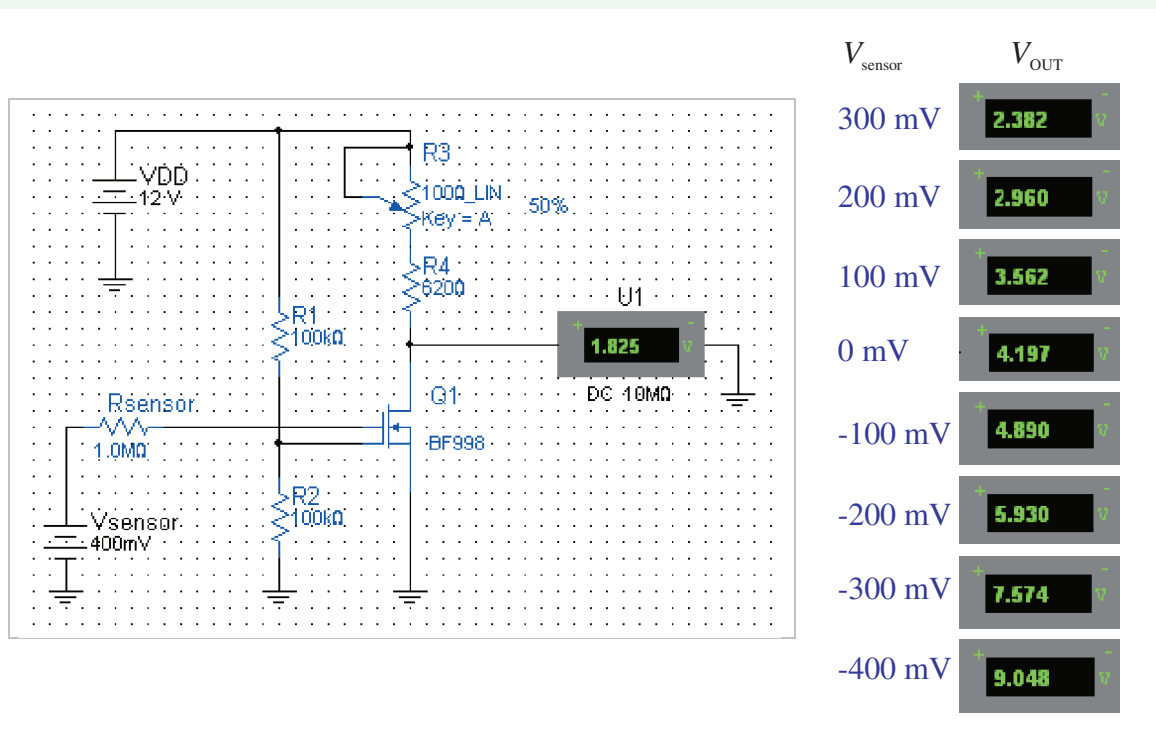 V sensor V OUT
300 mV 2.382 V
200 mV 2.960 V
100 mV 3.562 V
0 mV 4.197 V
-100 mV 4.890 V
-200 mV 5.930 V
-300 mV 7.574 V
-400 mV 9.048 V
VDD
12 V
R3
100Ω_LIN
Key = A
50%
R4
620Ω
R1
100kΩ
U1
1.825 V
DC 10MΩ
Rsensor
1.0MΩ
Q1
BF998
R2
100kΩ
Vsensor
400mV